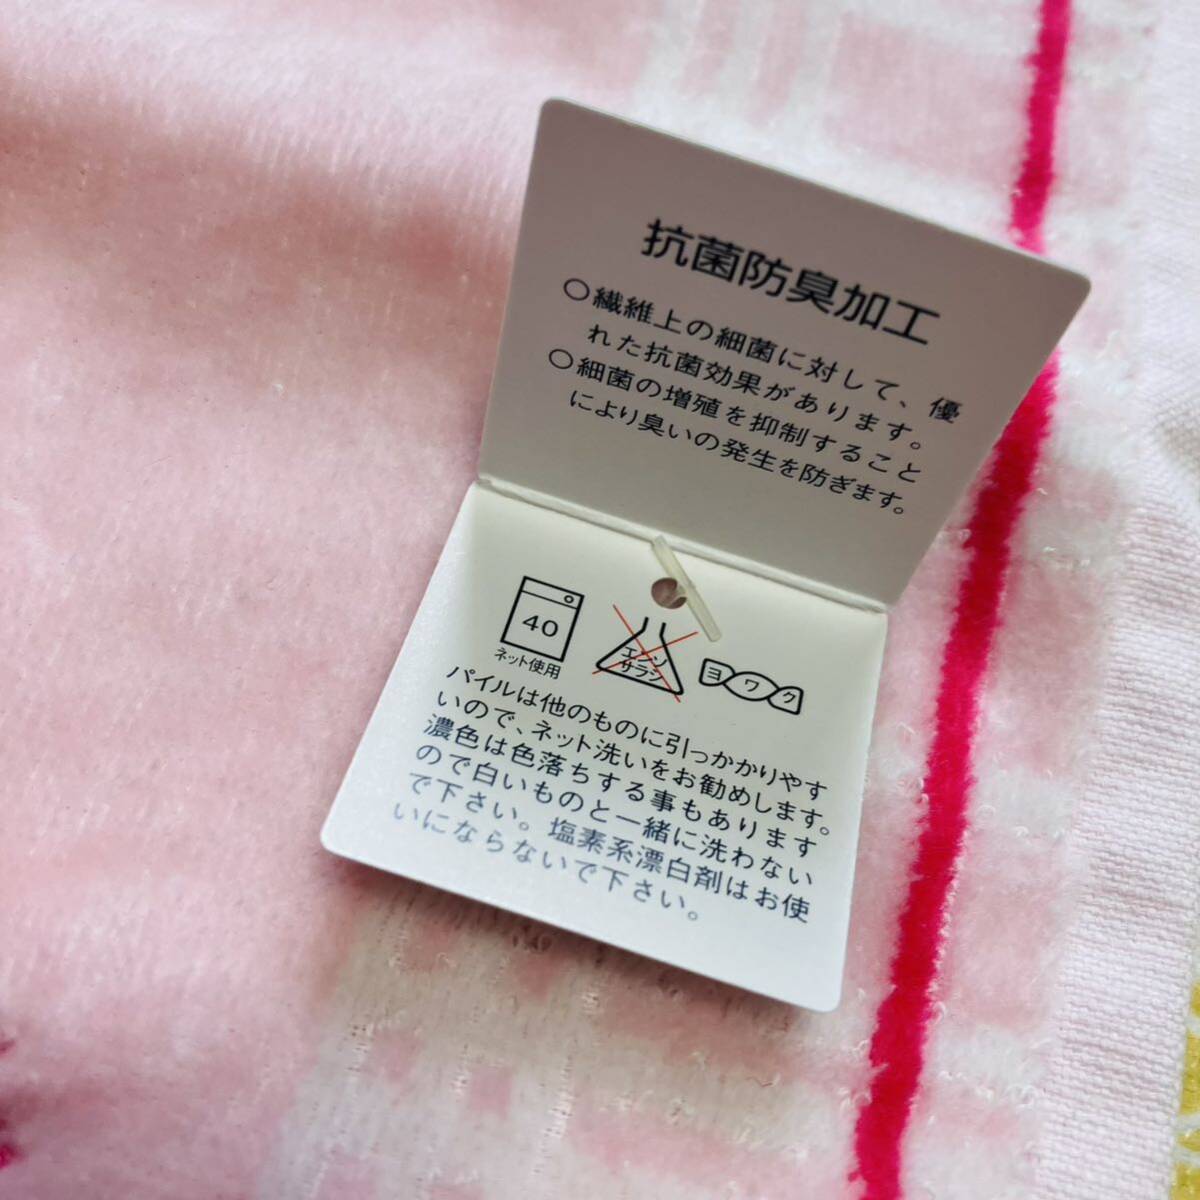 抗菌防臭加工
○繊維上の細菌に対して、優
れた抗菌効果があります。
○細菌の増殖を抑制すること
により臭いの発生を防ぎます。
40
ネット使用
エンソ
サラシ
ヨワク
パイルは他のものに引っかかりやす
いので、ネット洗いをお勧めします。
濃色は色落ちする事もあります
ので白いものと一緒に洗わない
で下さい。塩素系漂白剤はお使
いにならないで下さい。